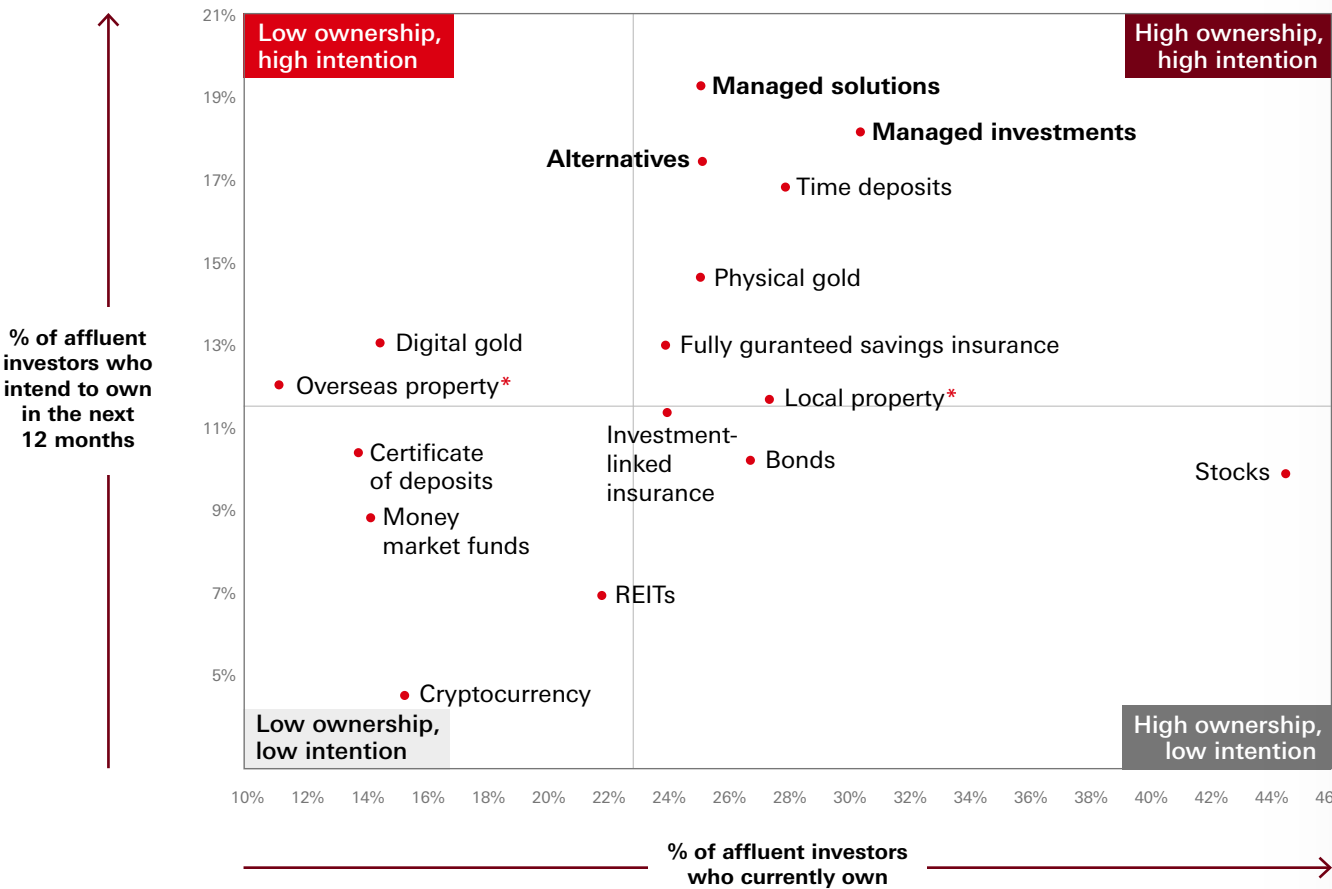 21%
Low ownership,
high intention
High ownership,
high intention
19%
Managed solutions
Managed investments
Alternatives
17%
Time deposits
15%
Physical gold
% of affluent
investors who
intend to own
in the next
12 months
13%
Digital gold
Fully guranteed savings insurance
Overseas property*
Local property*
11%
Certificate
of deposits
Investment-
linked
insurance
Bonds
Stocks
9%
Money
market funds
7%
REITs
5%
Cryptocurrency
Low ownership,
low intention
High ownership,
low intention
10% 12% 14% 16% 18% 20% 22% 24% 26% 28% 30% 32% 34% 36% 38% 40% 42% 44% 46
% of affluent investors
who currently own